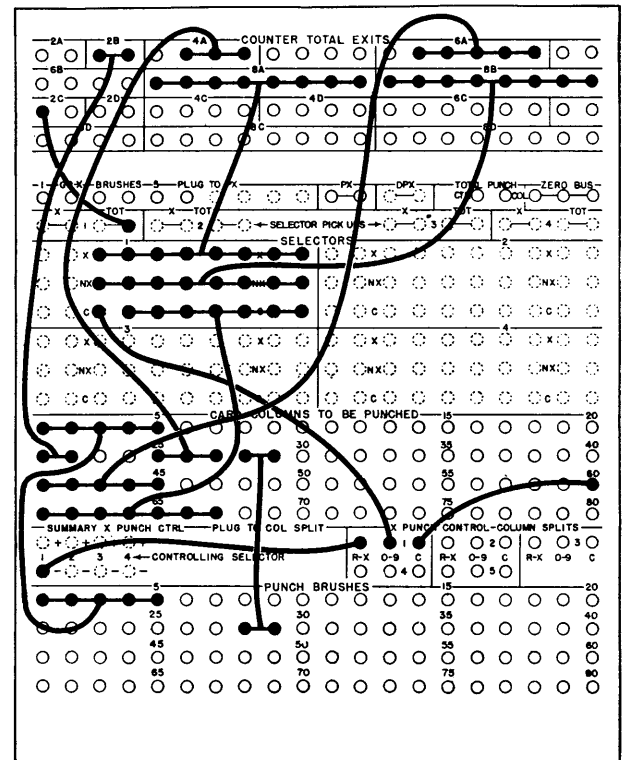 COUNTER TOTAL EXITS
2A 2B 4A 6A
6B 8A 8B
2C 2D 4C 4D 6C
8C 8D
BRUSHES 5 PLUG TO X PX DPX TOTAL PUNCH ZERO BUS
CTR COL
X 1 TOT X TOT 2 ←SELECTOR PICK UPS→ X 3 TOT X 4 TOT
1 SELECTORS 2
X X X X
NX NX NX NX
C C C C
3 4
X X X X
NX NX NX NX
C C C C
5 CARD COLUMNS TO BE PUNCHED 15 20
25 30 35 40
45 50 55 60
65 70 75 80
SUMMARY X PUNCH CTRL PLUG TO COL SPLIT X PUNCH CONTROL-COLUMN SPLITS
+ + + + 1 2 3
1 2 3 4 ←CONTROLLING SELECTOR R-X 0-9 C R-X 0-9 C R-X 0-9 C
- - - - 4 5
5 PUNCH BRUSHES 15 20
25 30 35 40
45 50 55 60
65 70 75 80